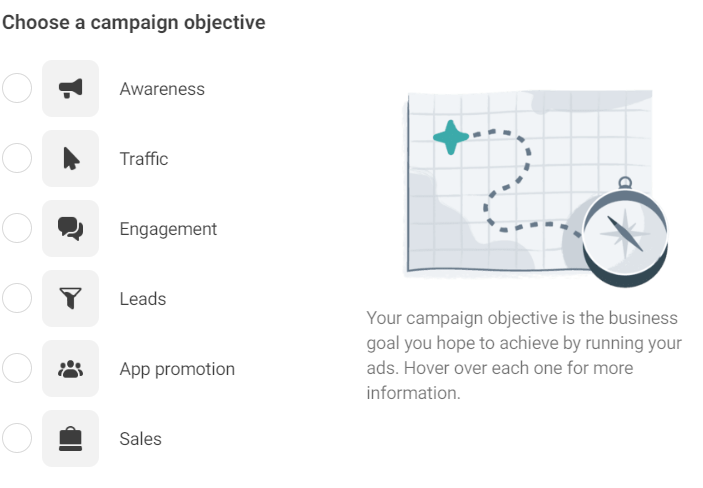 Choose a campaign objective
Awareness
Traffic
Engagement
Leads
App promotion
Sales
Your campaign objective is the business
goal you hope to achieve by running your
ads. Hover over each one for more
information.